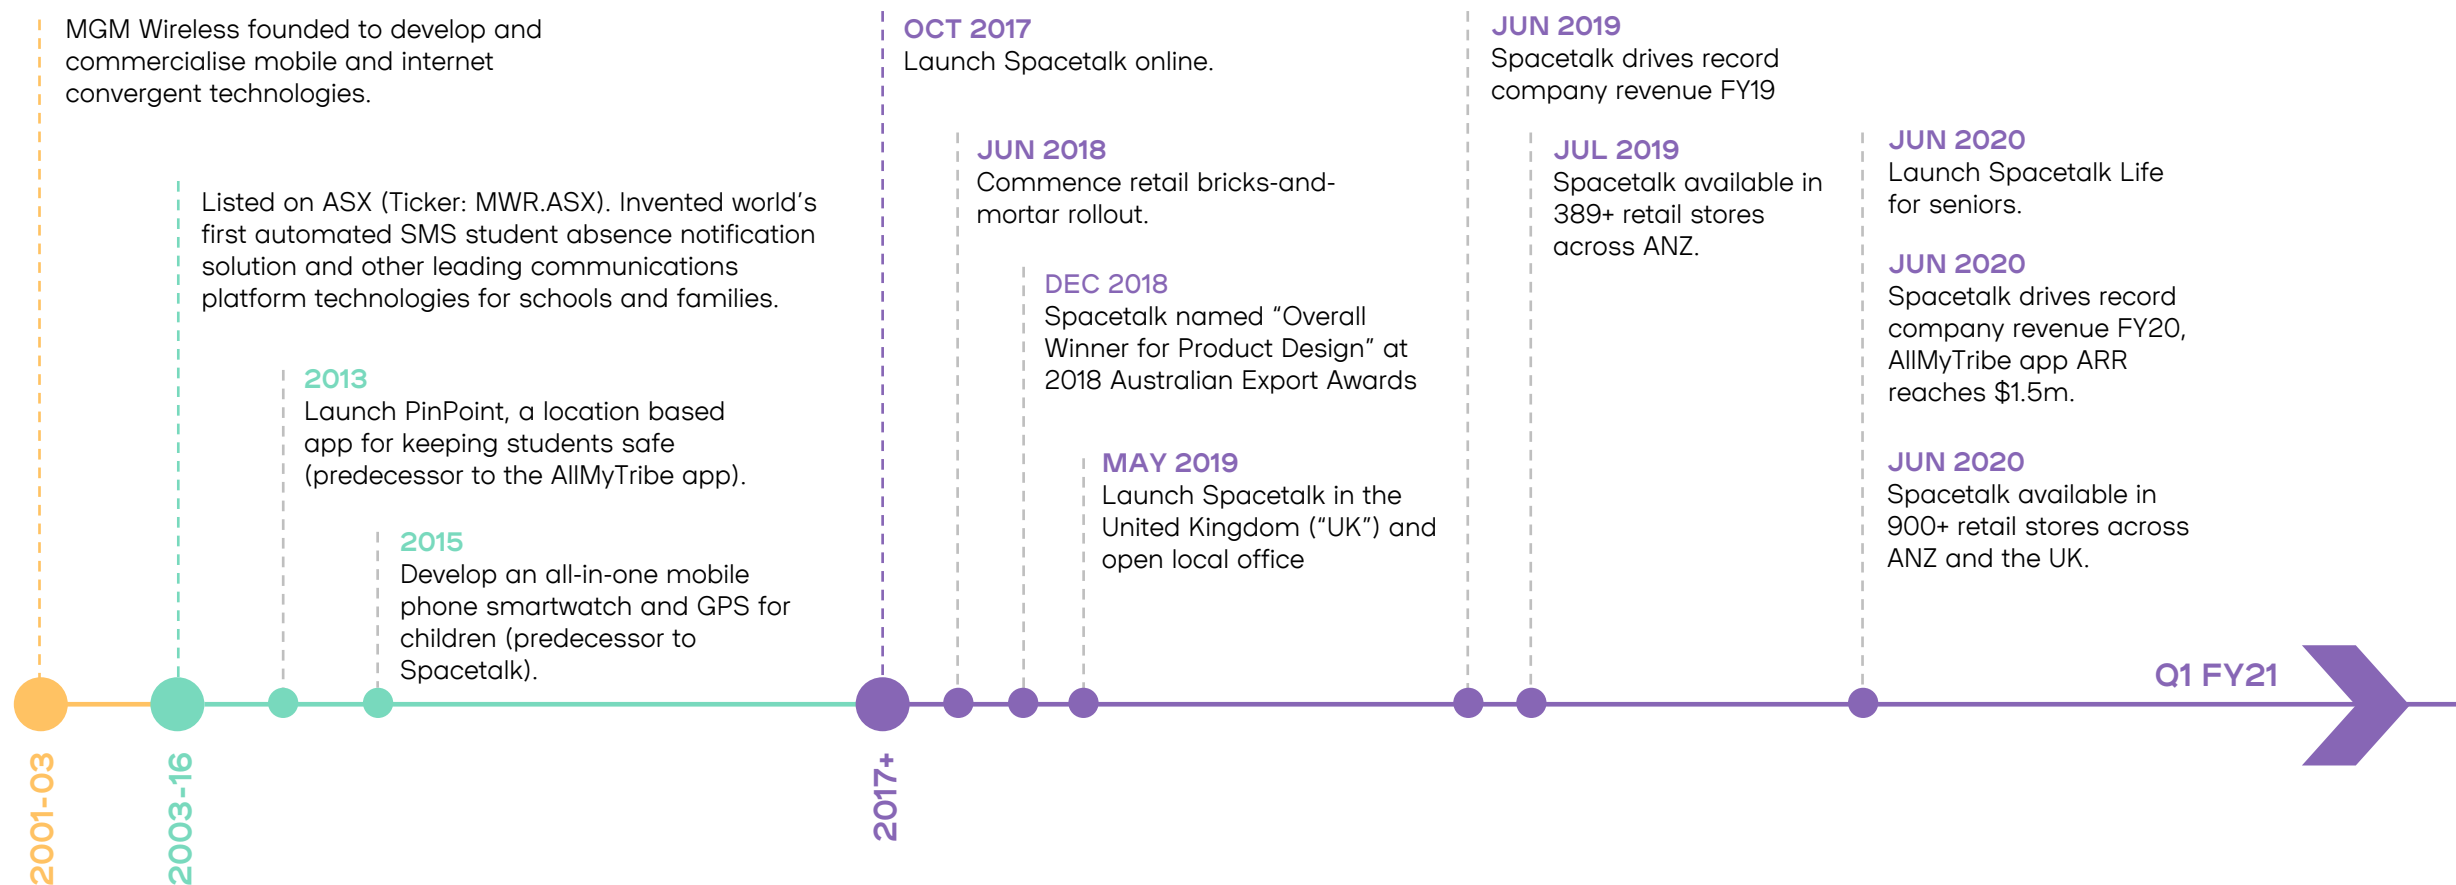 MGM Wireless founded to develop and
commercialise mobile and internet
convergent technologies.
Listed on ASX (Ticker: MWR.ASX). Invented world's
first automated SMS student absence notification
solution and other leading communications
platform technologies for schools and families.
2013
Launch PinPoint, a location based
app for keeping students safe
(predecessor to the AllMyTribe app).
2015
Develop an all-in-one mobile
phone smartwatch and GPS for
children (predecessor to
Spacetalk).
OCT 2017
Launch Spacetalk online.
JUN 2018
Commence retail bricks-and-
mortar rollout.
DEC 2018
Spacetalk named “Overall
Winner for Product Design” at
2018 Australian Export Awards
MAY 2019
Launch Spacetalk in the
United Kingdom (“UK”) and
open local office
JUN 2019
Spacetalk drives record
company revenue FY19
JUL 2019
Spacetalk available in
389+ retail stores
across ANZ.
JUN 2020
Launch Spacetalk Life
for seniors.
JUN 2020
Spacetalk drives record
company revenue FY20,
AllMyTribe app ARR
reaches $1.5m.
JUN 2020
Spacetalk available in
900+ retail stores across
ANZ and the UK.
Q1 FY21
2001-03
2003-16
2017+